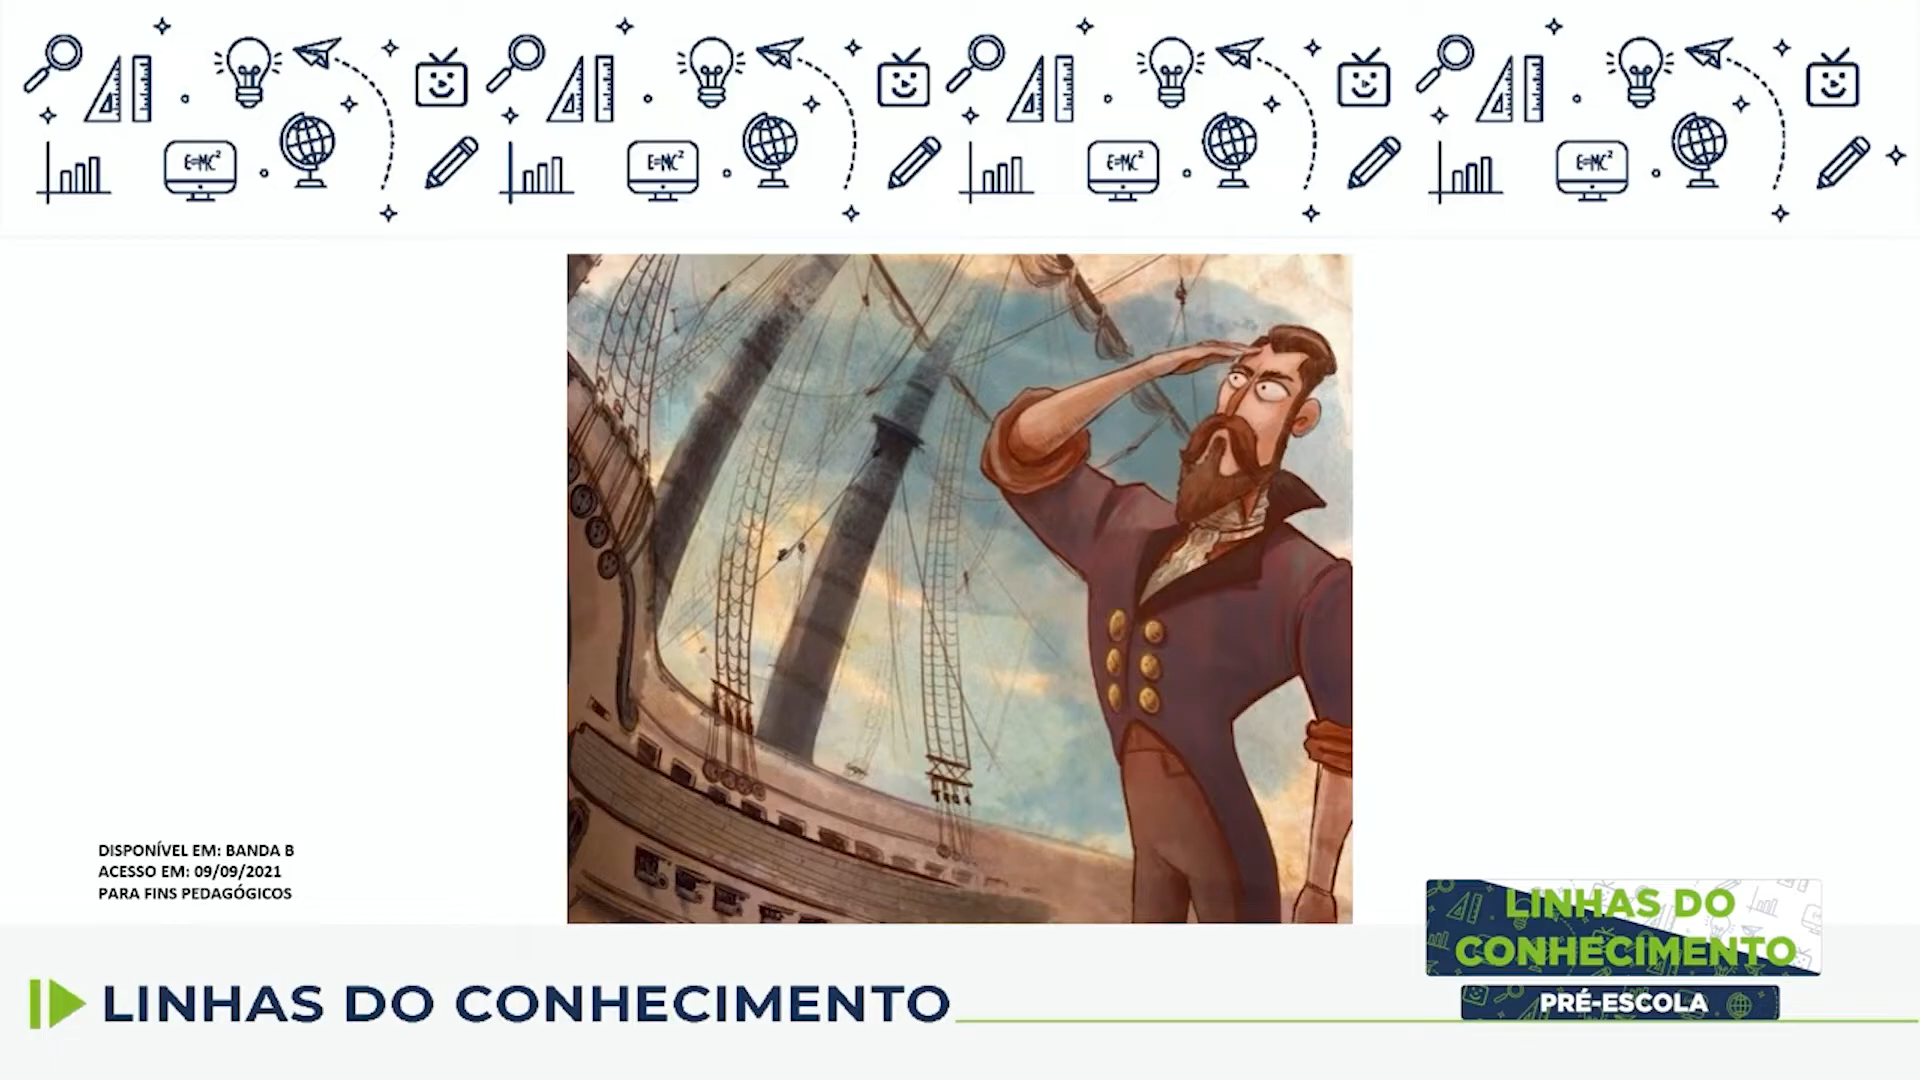 E=MC²
E=MC²
E=MC²
E=MC²
DISPONÍVEL EM: BANDA B
ACESSO EM: 09/09/2021
PARA FINS PEDAGÓGICOS
LINHAS DO CONHECIMENTO
LINHAS DO
CONHECIMENTO
PRÉ-ESCOLA